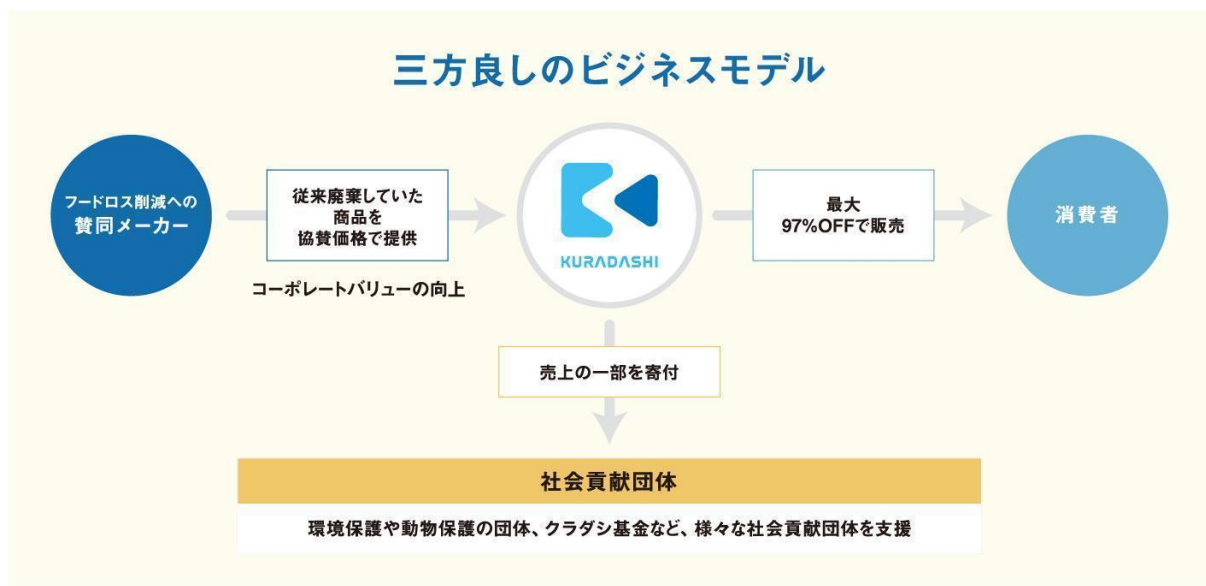 三方良しのビジネスモデル
フードロス削減への
賛同メーカー
従来廃棄していた
商品を
協賛価格で提供
コーポレートバリューの向上
KURADASHI
最大
97%OFFで販売
消費者
売上の一部を寄付
社会貢献団体
環境保護や動物保護の団体、クラダシ基金など、様々な社会貢献団体を支援